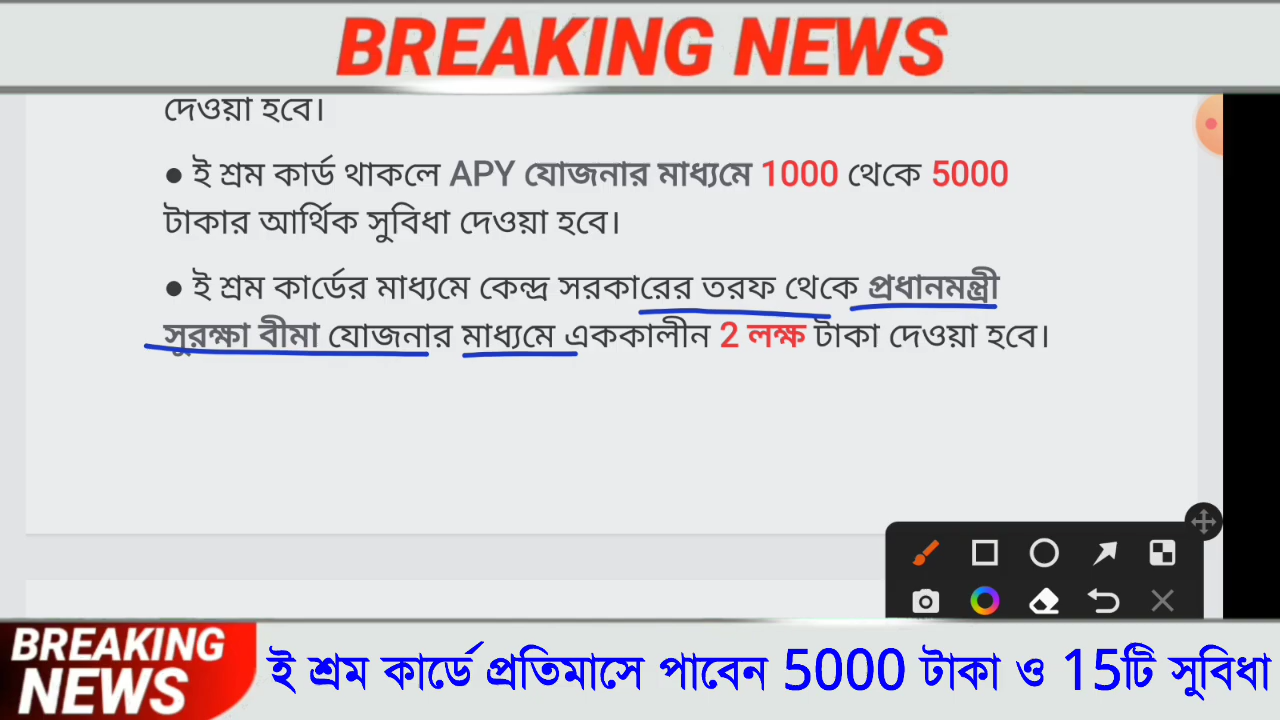 BREAKING NEWS
দেওয়া হবে।
● ই শ্রম কার্ড থাকলে APY যোজনার মাধ্যমে 1000 থেকে 5000
টাকার আর্থিক সুবিধা দেওয়া হবে।
● ই শ্রম কার্ডের মাধ্যমে কেন্দ্র সরকারের তরফ থেকে প্রধানমন্ত্রী
সুরক্ষা বীমা যোজনার মাধ্যমে এককালীন 2 লক্ষ টাকা দেওয়া হবে।
BREAKING
NEWS
ই শ্রম কার্ডে প্রতিমাসে পাবেন 5000 টাকা ও 15টি সুবিধা